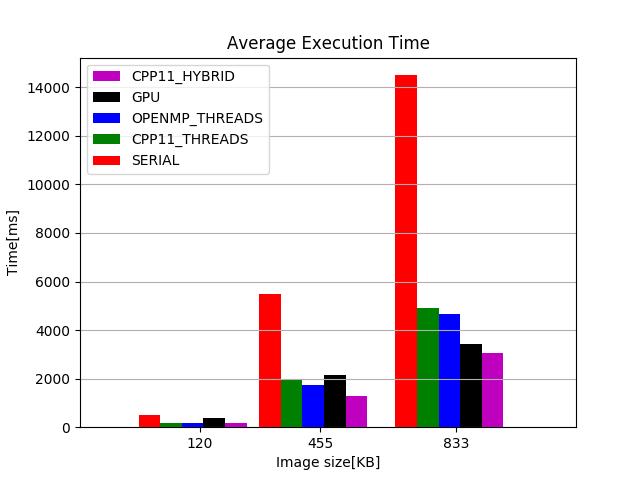 Average Execution Time
CPP11_HYBRID
GPU
OPENMP_THREADS
CPP11_THREADS
SERIAL
14000
12000
10000
8000
6000
4000
2000
0
Time[ms]
120 455 833
Image size[KB]